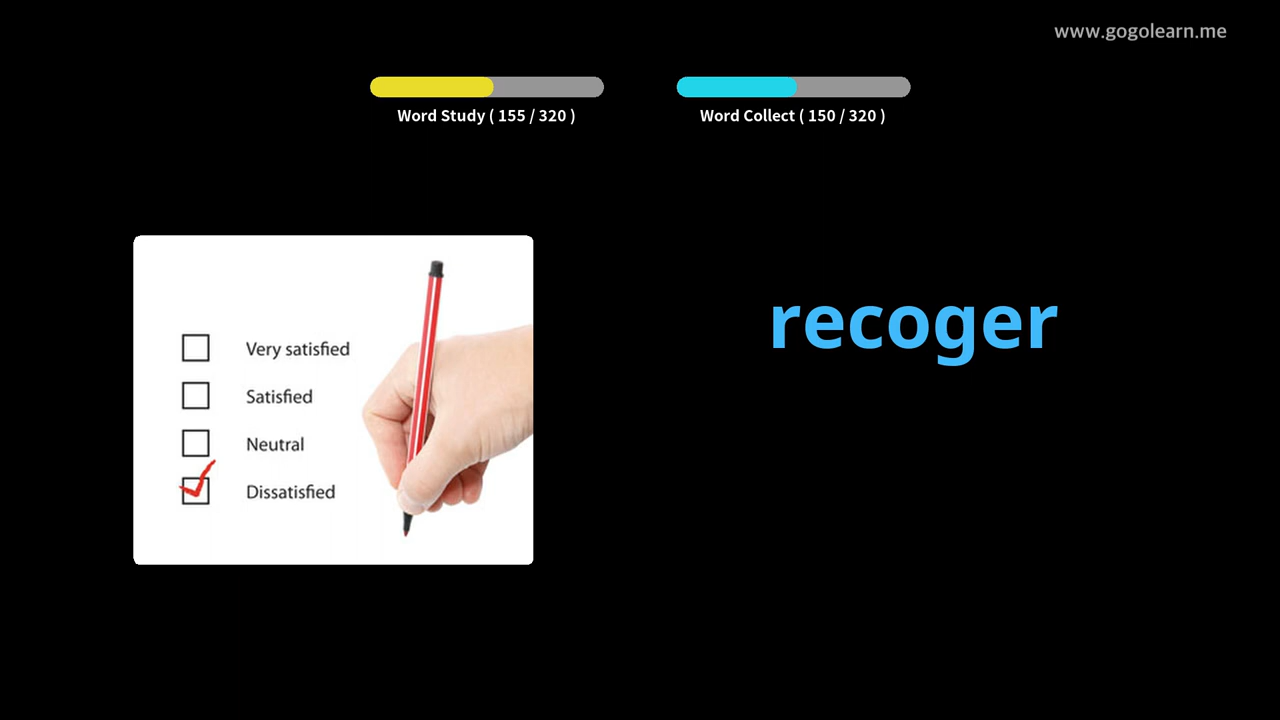 www.gogolearn.me
Word Study ( 155 / 320 )
Word Collect ( 150 / 320 )
Very satisfied
Satisfied
Neutral
Dissatisfied
recoger